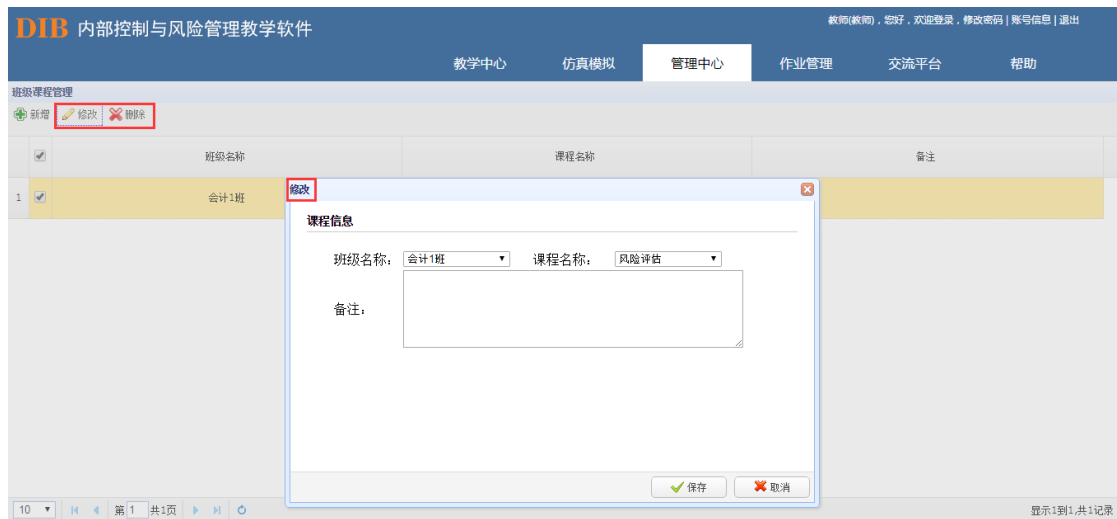 DIB 内部控制与风险管理教学软件
教师(教师)，您好，欢迎登录，修改密码 | 账号信息 | 退出
教学中心 仿真模拟 管理中心 作业管理 交流平台 帮助
班级课程管理
新增 修改 删除
班级名称 课程名称 备注
1 会计1班
修改
课程信息
班级名称： 会计1班 课程名称： 风险评估
备注：
保存 取消
10 第 1 共1页 显示1到1,共1记录